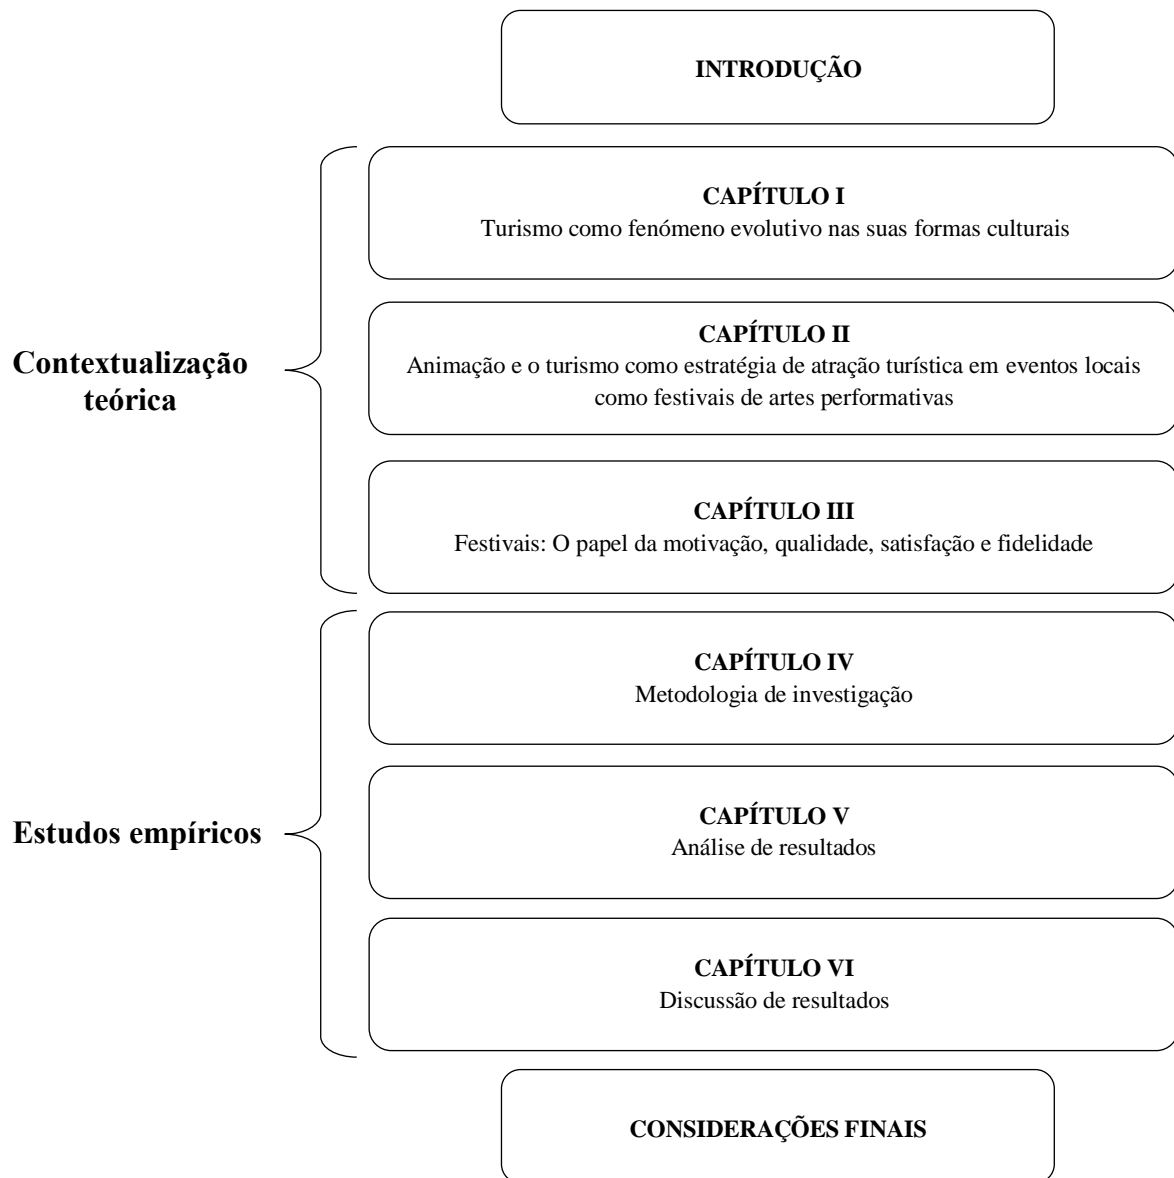 INTRODUÇÃO
Contextualização
teórica
CAPÍTULO I
Turismo como fenómeno evolutivo nas suas formas culturais
CAPÍTULO II
Animação e o turismo como estratégia de atração turística em eventos locais
como festivais de artes performativas
CAPÍTULO III
Festivais: O papel da motivação, qualidade, satisfação e fidelidade
Estudos empíricos
CAPÍTULO IV
Metodologia de investigação
CAPÍTULO V
Análise de resultados
CAPÍTULO VI
Discussão de resultados
CONSIDERAÇÕES FINAIS